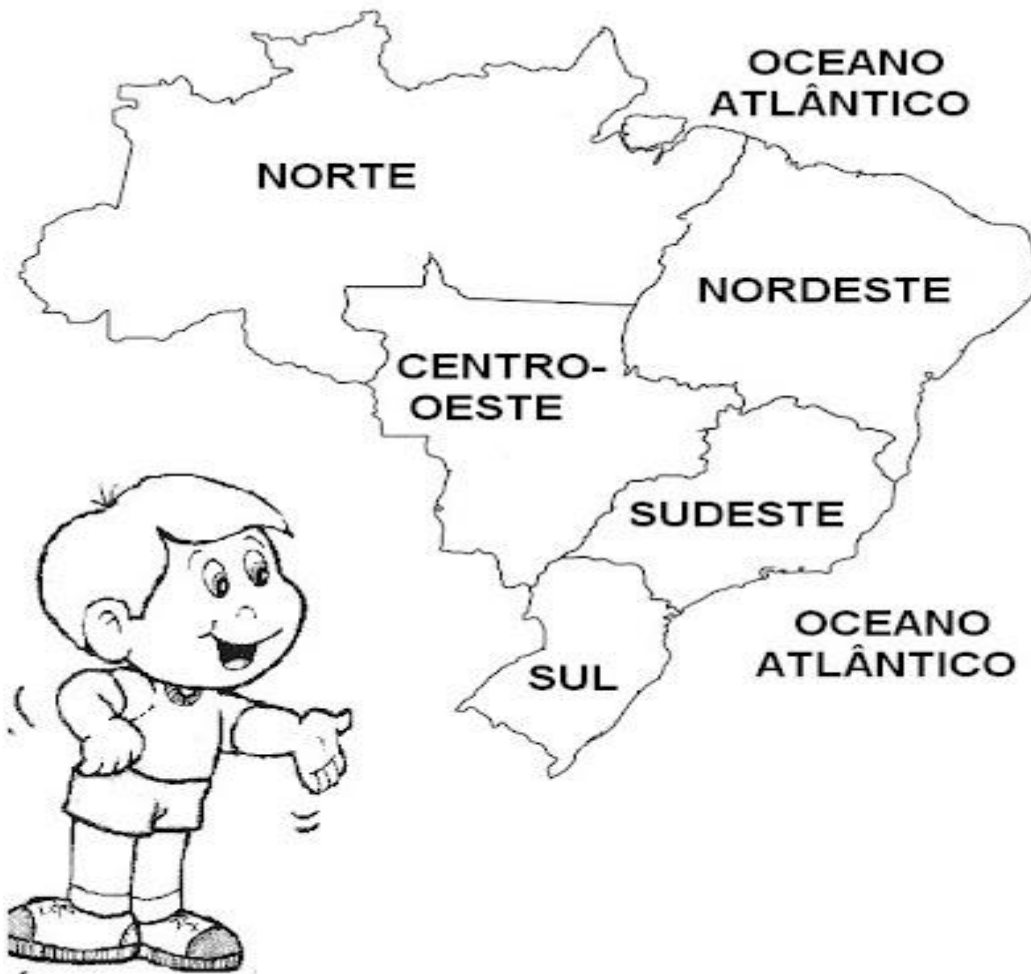 OCEANO
ATLÂNTICO
NORTE
NORDESTE
CENTRO-
OESTE
SUDESTE
OCEANO
ATLÂNTICO
SUL